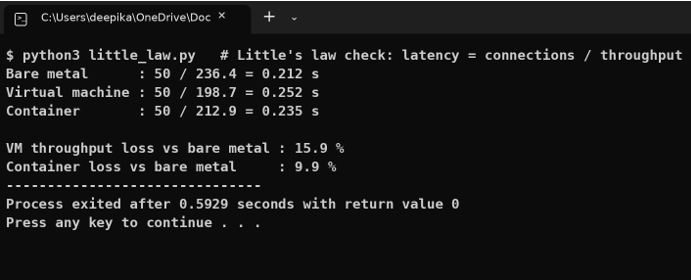 C:\Users\deepika\OneDrive\Doc
$ python3 little_law.py   # Little's law check: latency = connections / throughput
Bare metal      : 50 / 236.4 = 0.212 s
Virtual machine : 50 / 198.7 = 0.252 s
Container       : 50 / 212.9 = 0.235 s
VM throughput loss vs bare metal : 15.9 %
Container loss vs bare metal     : 9.9 %
-------------------------------
Process exited after 0.5929 seconds with return value 0
Press any key to continue . . .